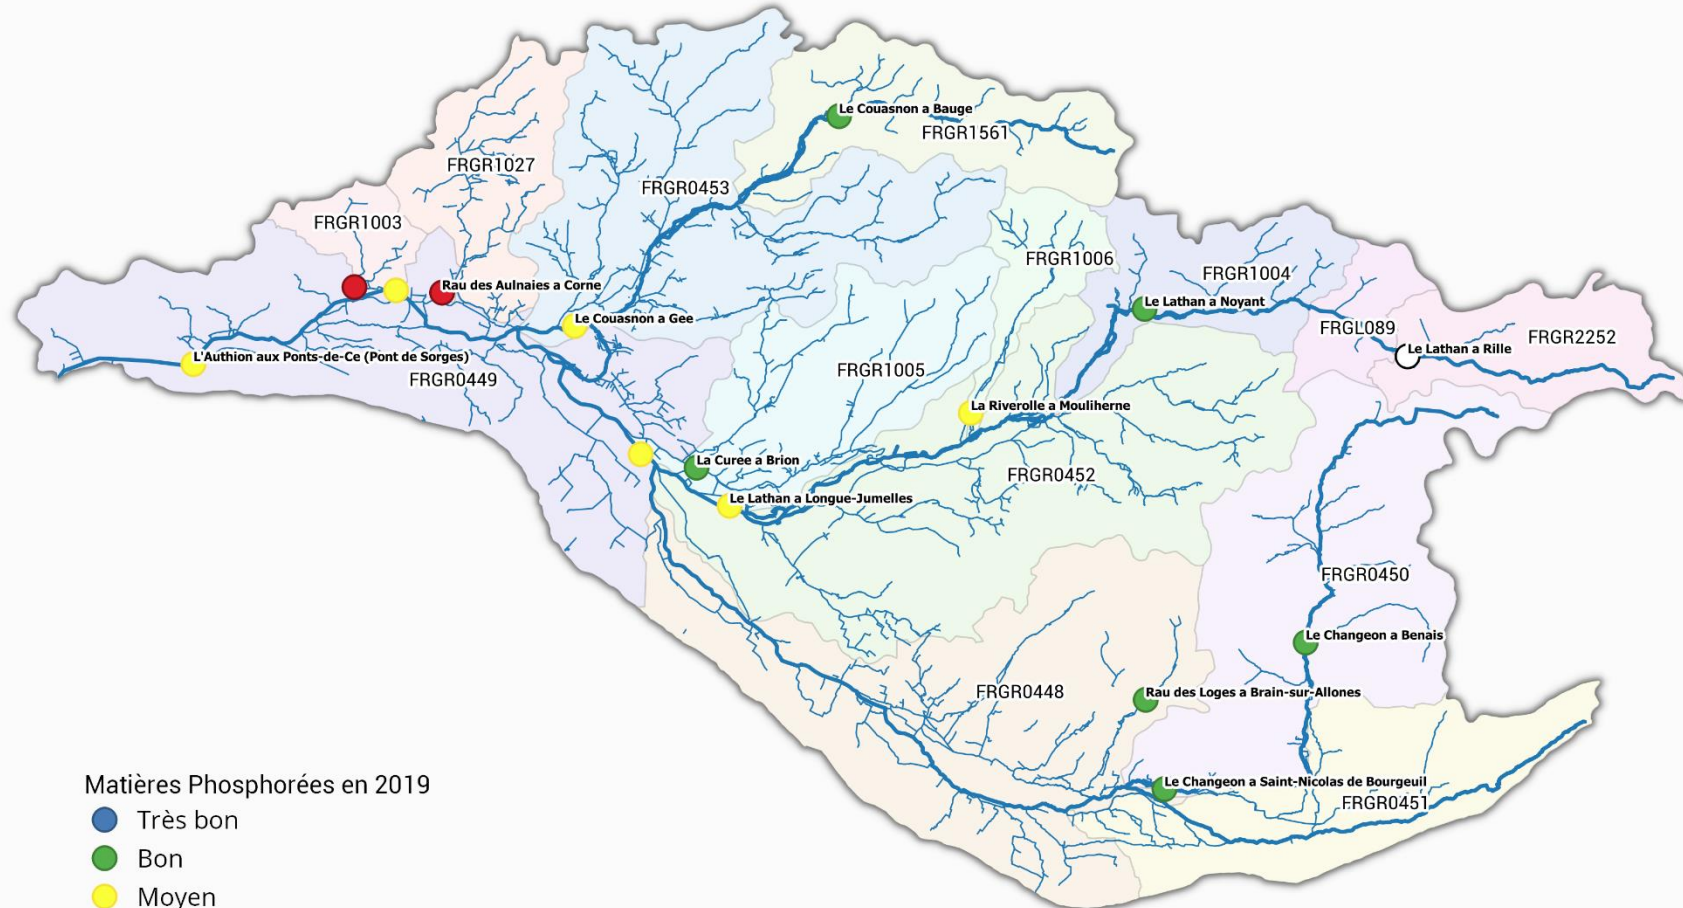 Le Couasnon a Bauge
FRGR1561
FRGR1027
FRGR0453
FRGR1003
FRGR1006
FRGR1004
Rau des Aulnaies a Corne
Le Lathan a Noyant
Le Couasnon a Gee
FRGL089
FRGR2252
Le Lathan a Rille
L'Authion aux Ponts-de-Ce (Pont de Sorges)
FRGR0449
FRGR1005
La Riverolle a Mouliherne
La Curee a Brion
FRGR0452
Le Lathan a Longue-Jumelles
FRGR0450
Le Changeon a Benais
FRGR0448
Rau des Loges a Brain-sur-Allones
Le Changeon a Saint-Nicolas de Bourgeuil
FRGR0451
Matières Phosphorées en 2019
Très bon
Bon
Moyen